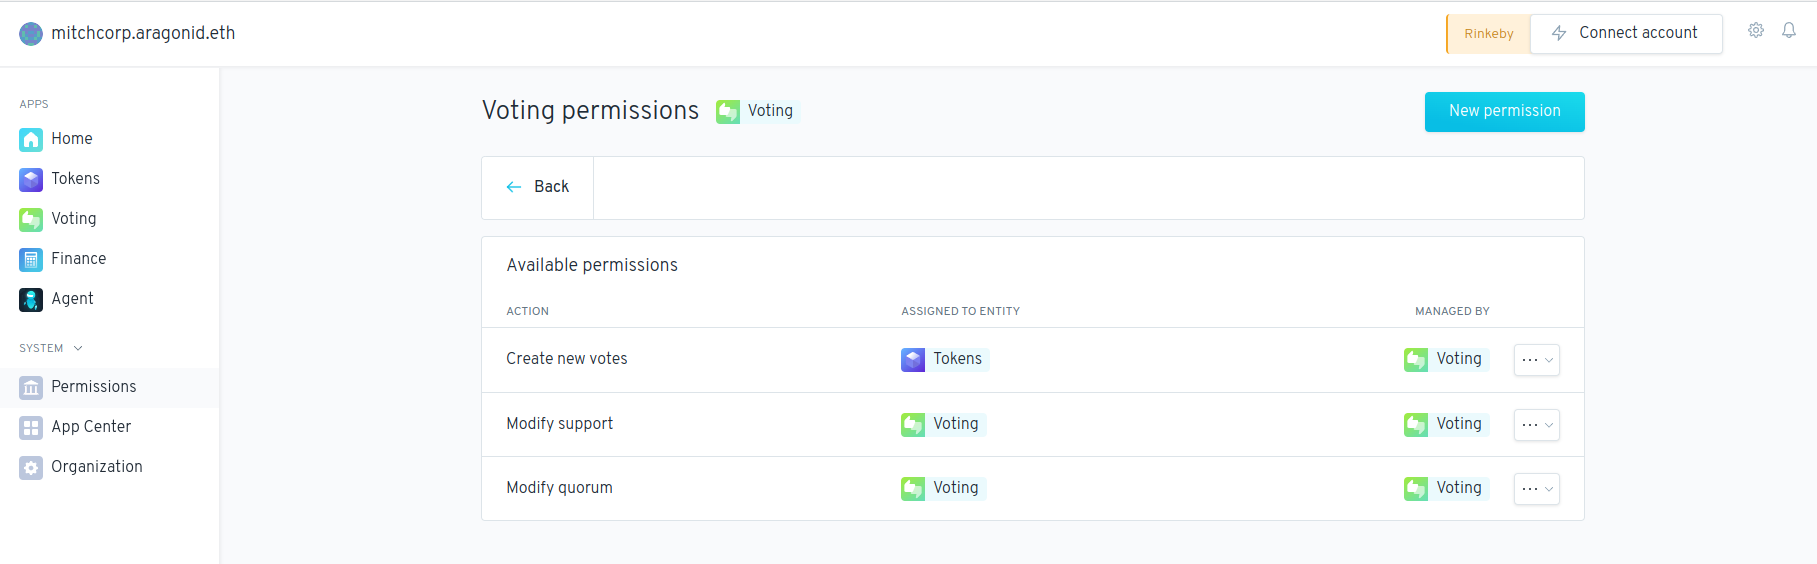 mitchcorp.aragonid.eth
Rinkeby
Connect account
APPS
Home
Tokens
Voting
Finance
Agent
SYSTEM
Permissions
App Center
Organization
Voting permissions Voting
New permission
Back
Available permissions
ACTION ASSIGNED TO ENTITY MANAGED BY
Create new votes Tokens Voting
Modify support Voting Voting
Modify quorum Voting Voting